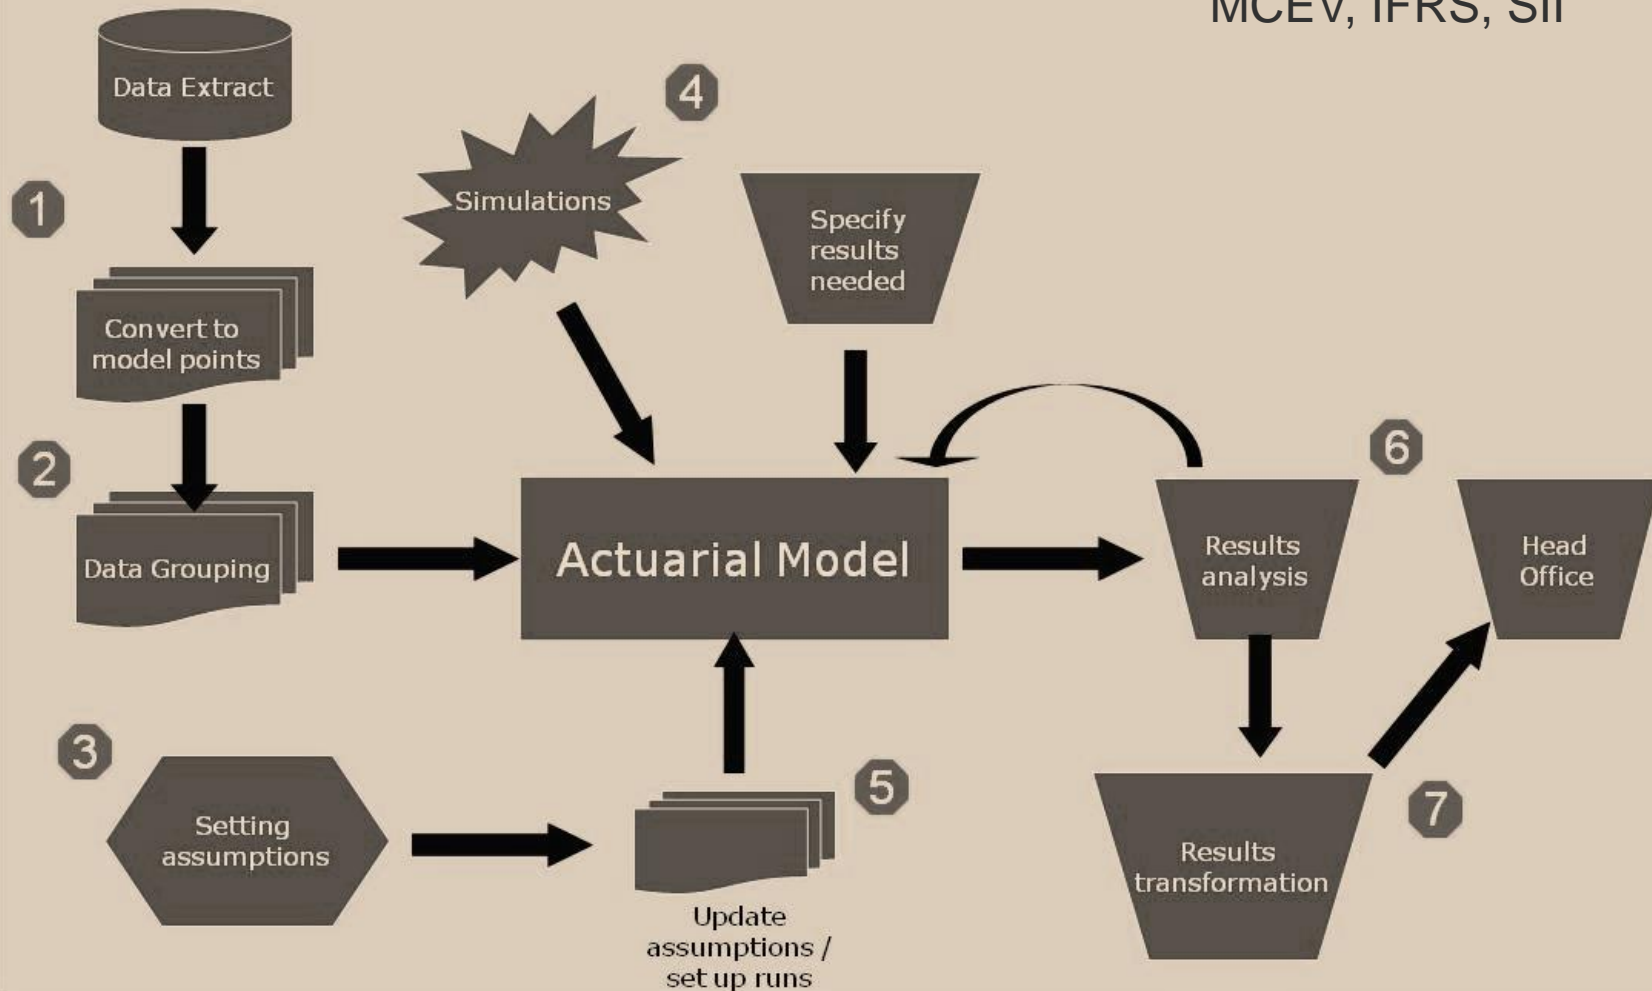 MCEV, IFRS, SII
Data Extract
1
Convert to
model points
2
Data Grouping
3
Setting
assumptions
4
Simulations
Specify
results
needed
Actuarial Model
5
Update
assumptions /
set up runs
6
Results
analysis
Results
transformation
7
Head
Office